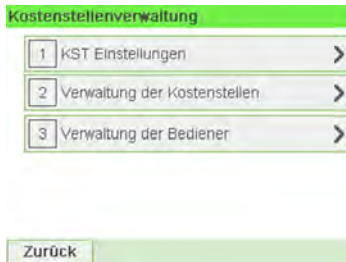 Kostenstellenverwaltung
1 KST Einstellungen
2 Verwaltung der Kostenstellen
3 Verwaltung der Bediener
Zurück